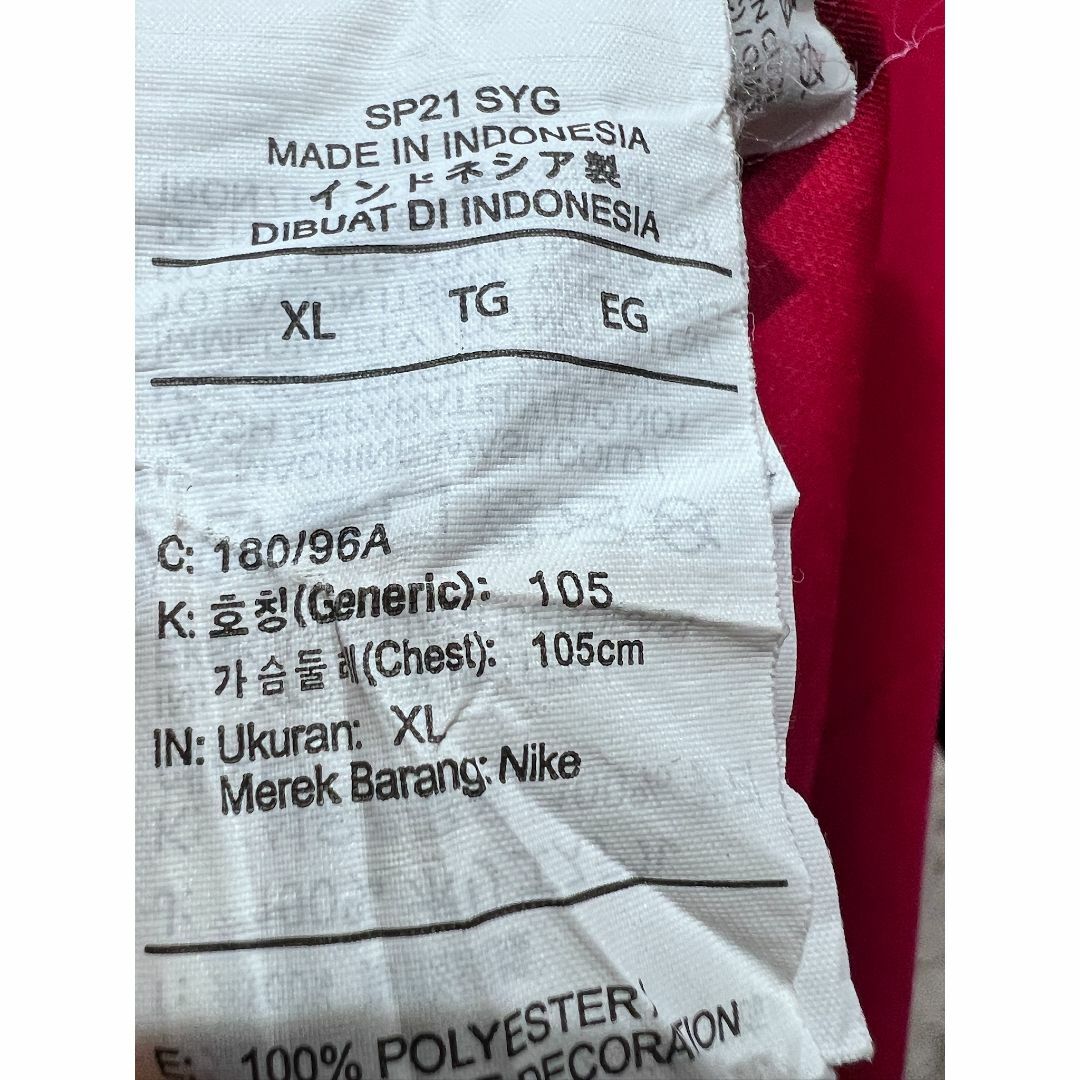 SP21 SYG
MADE IN INDONESIA
インドネシア製
DIBUAT DI INDONESIA
XL TG EG
C: 180/96A
K: 호칭(Generic): 105
가슴둘레(Chest): 105cm
IN: Ukuran: XL
Merek Barang: Nike
E: 100% POLYESTER
DECORATION